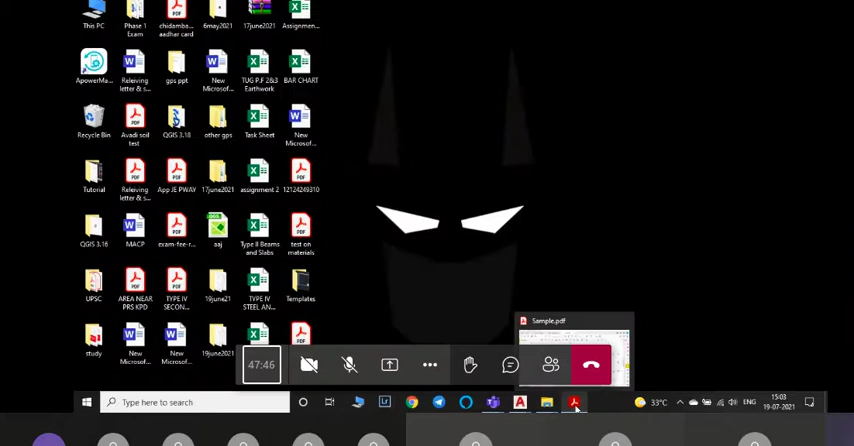 This PC
Phase 1
Exam
chidamba...
aadhar card
6may2021
17june2021
Assignmen...
ApowerMa...
Releiving
letter & s...
gps ppt
New
Microsof...
TUG P.F 2&3
Earthwork
BAR CHART
Recycle Bin
Avadi soil
test
QGIS 3.18
other gps
Task Sheet
New
Microsof...
Tutorial
Releiving
letter & s...
App JE PWAY
17june2021
assignment 2
12124249310
QGIS 3.16
MACP
exam-fee-r...
aaj
Type II Beams
and Slabs
test on
materials
UPSC
AREA NEAR
PRS KPD
TYPE IV
SECON...
19june21
TYPE IV
STEEL AN...
Templates
study
New
Microsof...
New
Microsof...
19june2021
Sample.pdf
47:46
Type here to search
33°C
ENG
15:03
19-07-2021